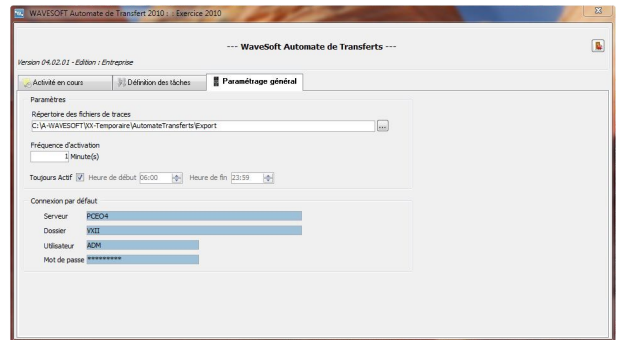 WAVESOFT Automate de Transfert 2010 : : Exercice 2010
--- WaveSoft Automate de Transferts ---
Version 04.02.01 - Edition : Entreprise
Activité en cours
Définition des tâches
Paramétrage général
Paramètres
Répertoire des fichiers de traces
C:\A-WAVESOFT\XX-Temporaire\AutomateTransferts\Export
...
Fréquence d'activation
1 Minute(s)
Toujours Actif Heure de début 06:00 Heure de fin 23:59
Connexion par défaut
Serveur PCEO4
Dossier VXII
Utilisateur ADM
Mot de passe *********